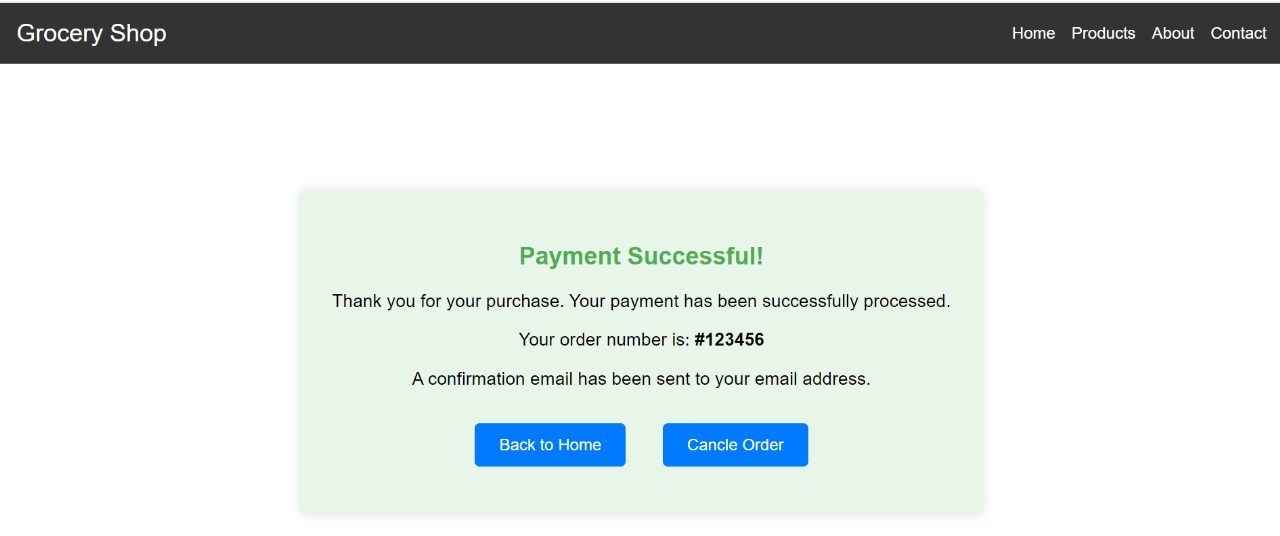 Grocery Shop
Home Products About Contact
Payment Successful!
Thank you for your purchase. Your payment has been successfully processed.
Your order number is: #123456
A confirmation email has been sent to your email address.
Back to Home Cancle Order